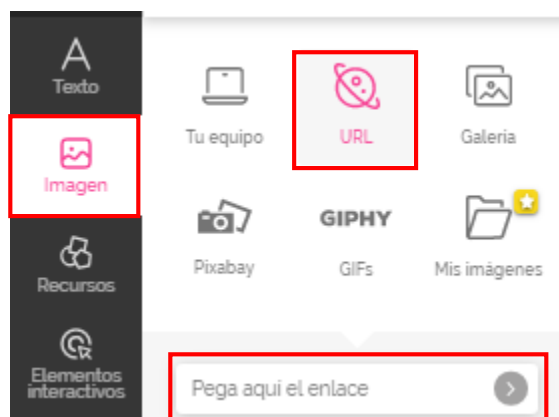 Texto
Imagen
Recursos
Elementos
interactivos
Tu equipo
URL
Galería
Pixabay
GIPHY
GIFs
Mis imágenes
Pega aquí el enlace